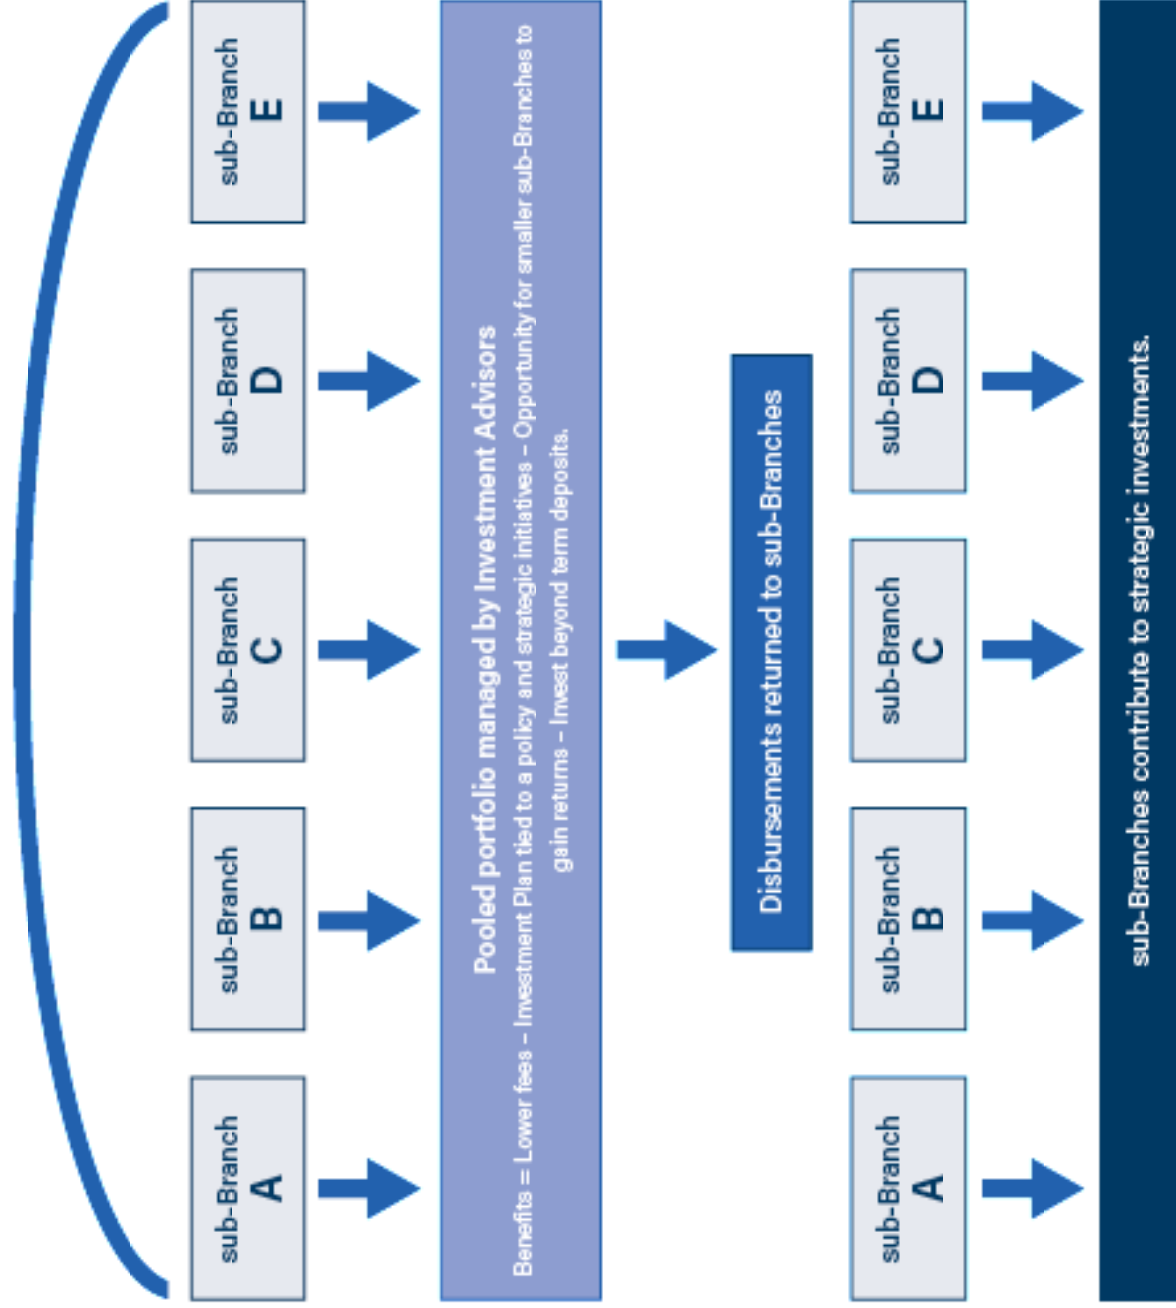 sub-Branch
A
sub-Branch
B
sub-Branch
C
sub-Branch
D
sub-Branch
E
Pooled portfolio managed by Investment Advisors
Benefits = Lower fees – Investment Plan tied to a policy and strategic initiatives – Opportunity for smaller sub-Branches to
gain returns – Invest beyond term deposits.
Disbursements returned to sub-Branches
sub-Branch
A
sub-Branch
B
sub-Branch
C
sub-Branch
D
sub-Branch
E
sub-Branches contribute to strategic investments.